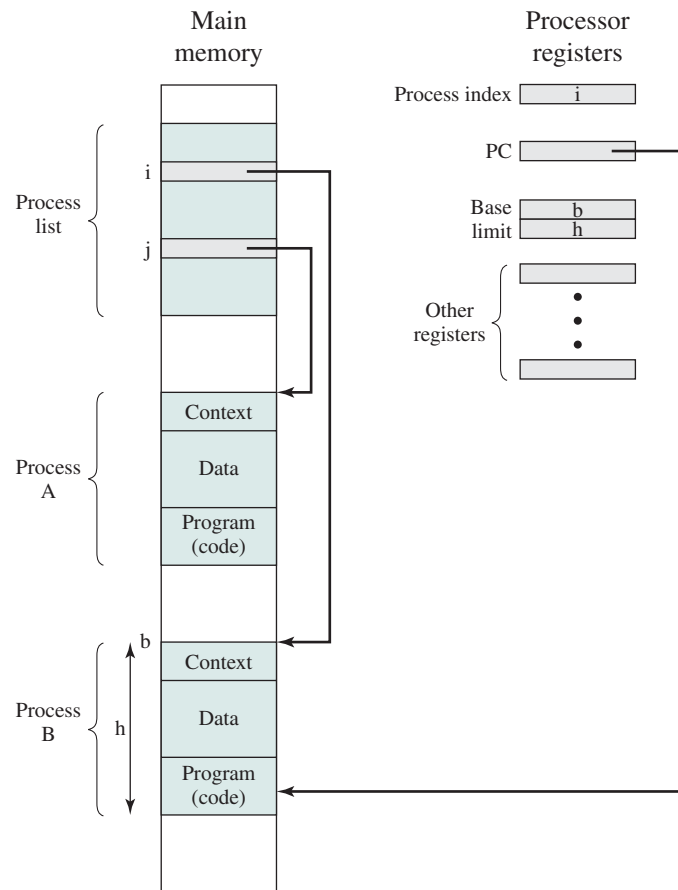 Main
memory
Processor
registers
Process index
i
PC
Base
limit
b
h
Other
registers
Process
list
i
j
Process
A
Context
Data
Program
(code)
Process
B
b
h
Context
Data
Program
(code)